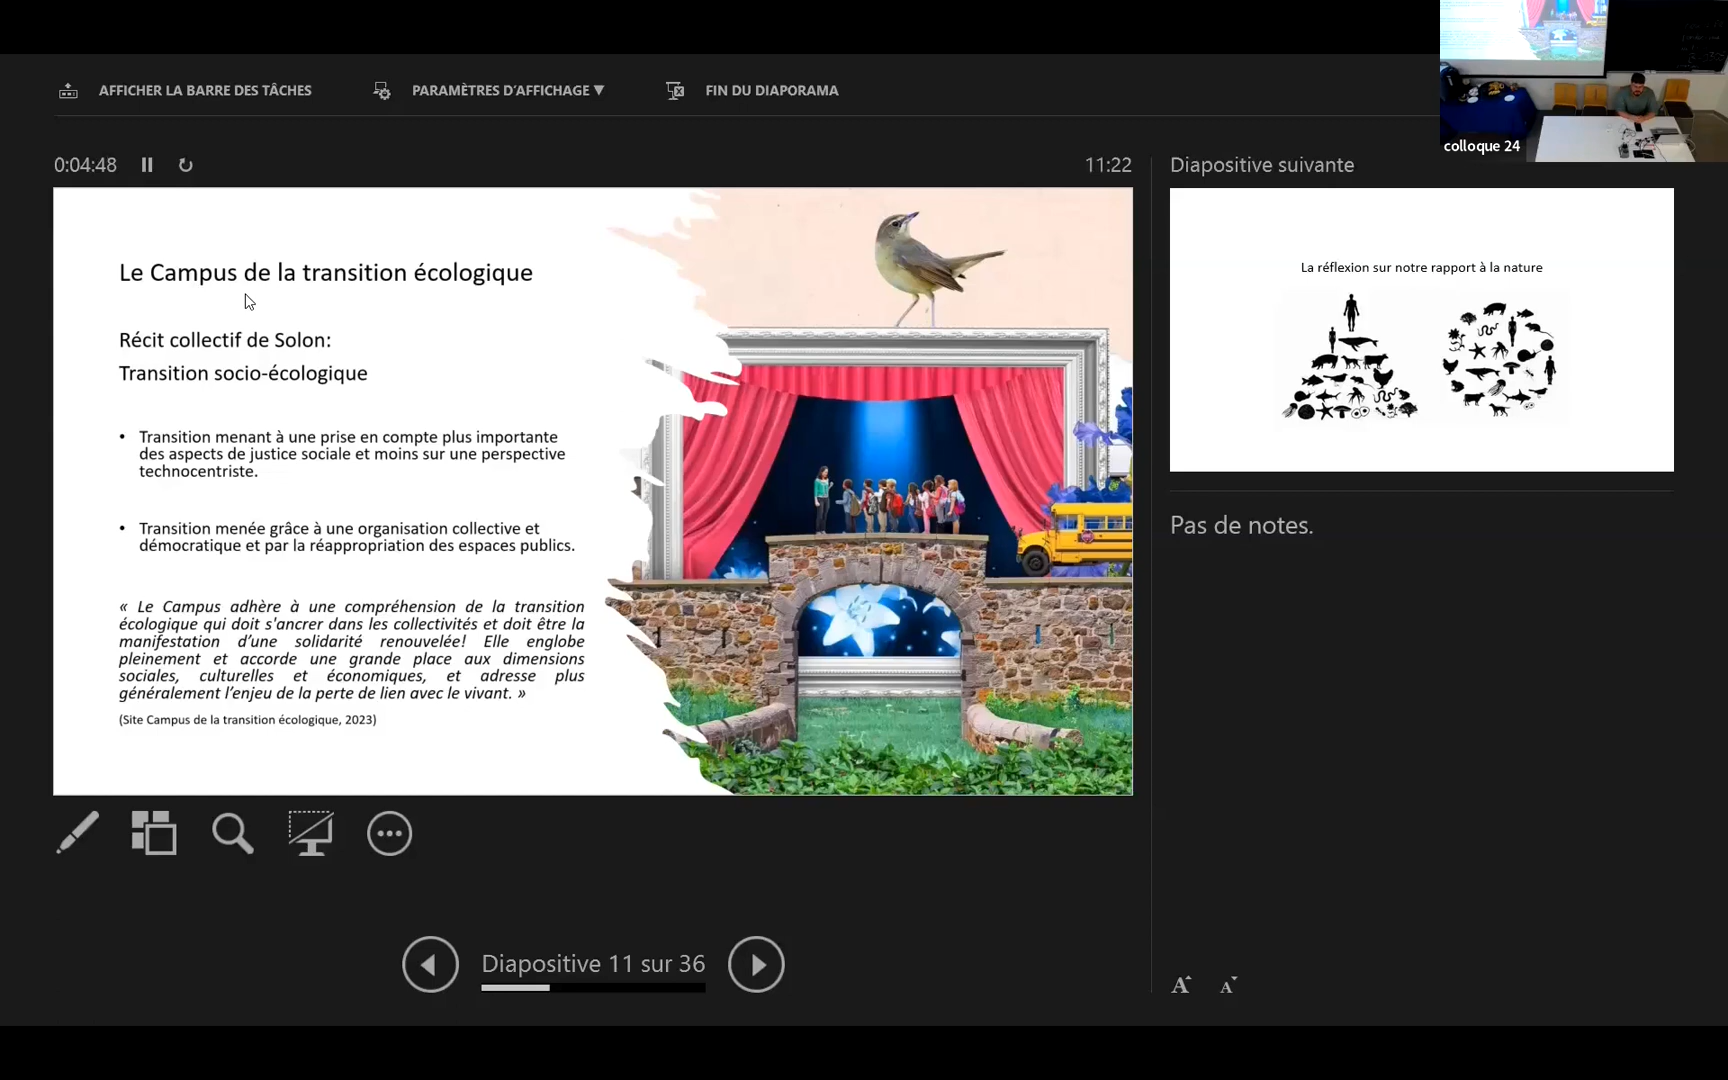 AFFICHER LA BARRE DES TÂCHES
PARAMÈTRES D'AFFICHAGE ▼
FIN DU DIAPORAMA
colloque 24
0:04:48
11:22
Diapositive suivante
Le Campus de la transition écologique
Récit collectif de Solon:
Transition socio-écologique
• Transition menant à une prise en compte plus importante
des aspects de justice sociale et moins sur une perspective
technocentriste.
• Transition menée grâce à une organisation collective et
démocratique et par la réappropriation des espaces publics.
« Le Campus adhère à une compréhension de la transition
écologique qui doit s'ancrer dans les collectivités et doit être la
manifestation d'une solidarité renouvelée! Elle englobe
pleinement et accorde une grande place aux dimensions
sociales, culturelles et économiques, et adresse plus
généralement l'enjeu de la perte de lien avec le vivant. »
(Site Campus de la transition écologique, 2023)
La réflexion sur notre rapport à la nature
Pas de notes.
Diapositive 11 sur 36
A A